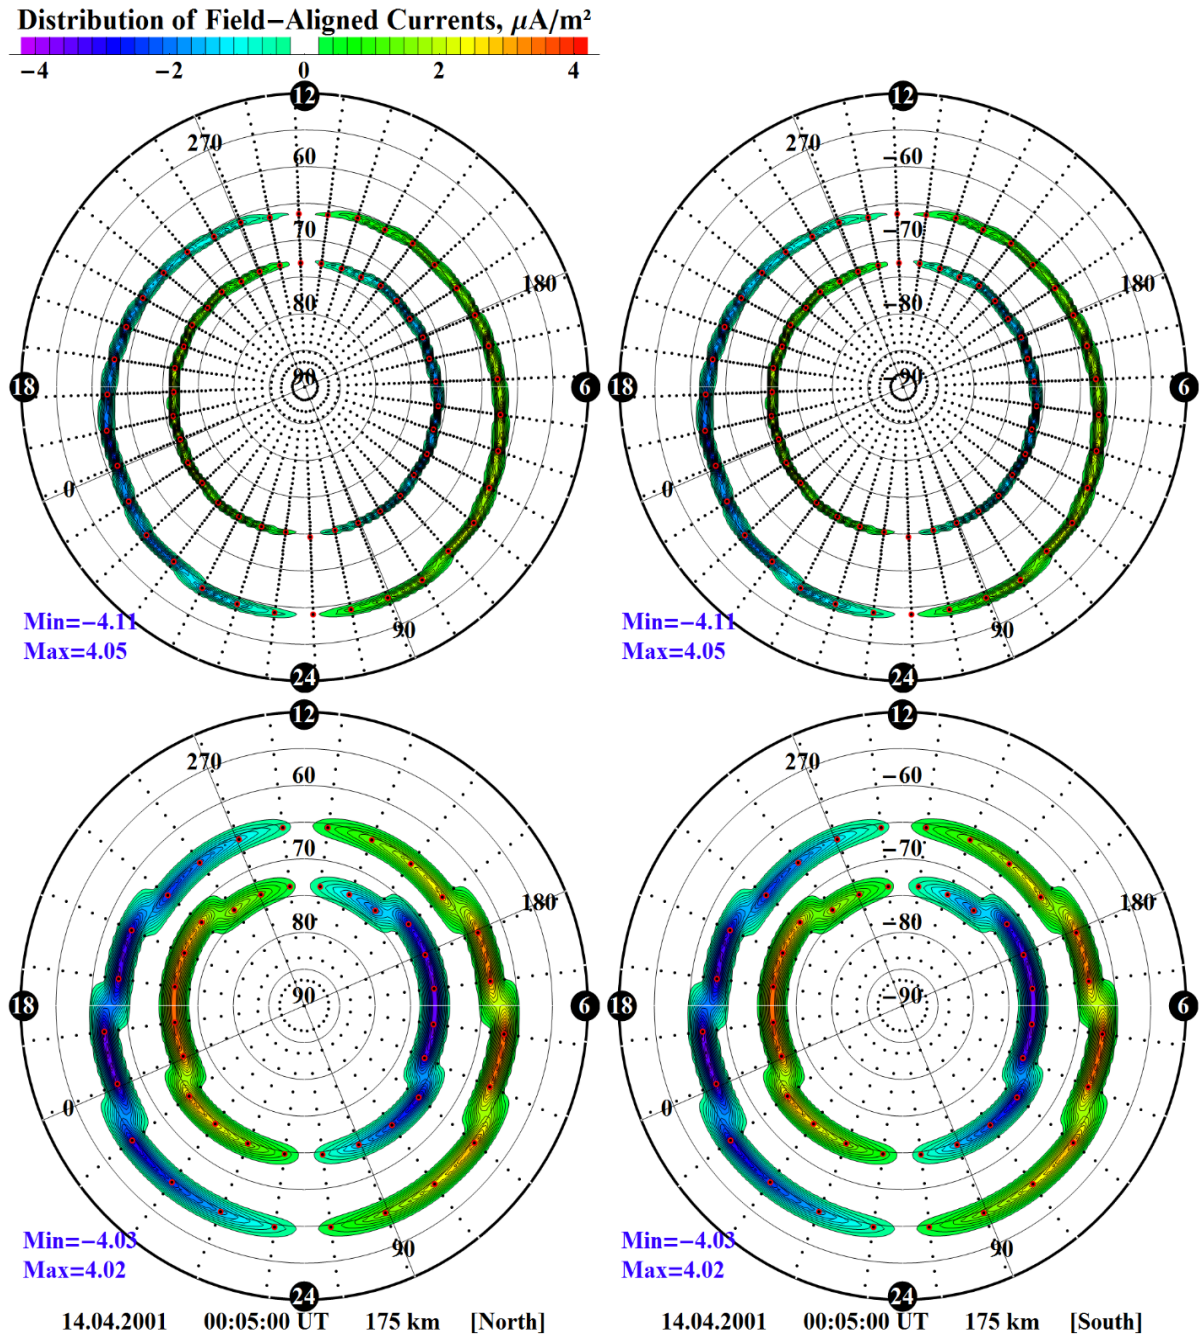 Distribution of Field−Aligned Currents, μA/m²
−4 −2 0 2 4
12 12
270 60 270 −60
70 −70
180 180
80 −80
18 90 6 18 −90 6
0 0
Min=−4.11 Min=−4.11
90 90
Max=4.05 Max=4.05
24 24
12 12
270 60 270 −60
70 −70
180 180
80 −80
18 90 6 18 −90 6
0 0
Min=−4.03 Min=−4.03
90 90
Max=4.02 Max=4.02
24 24
14.04.2001 00:05:00 UT 175 km [North] 14.04.2001 00:05:00 UT 175 km [South]